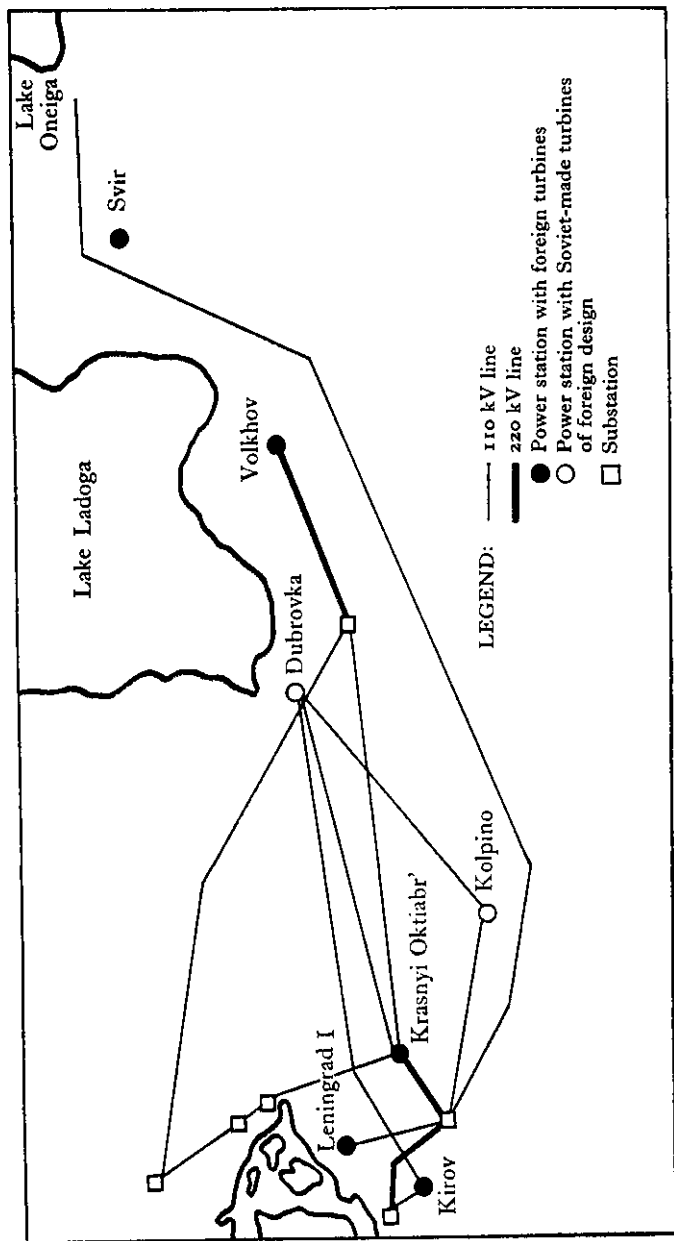 Lake
Oneiga
Svir
Lake Ladoga
Volkhov
Dubrovka
Kolpino
Krasnyi Oktiabr'
Leningrad I
Kirov
LEGEND:
110 kV line
220 kV line
Power station with foreign turbines
Power station with Soviet-made turbines
of foreign design
Substation